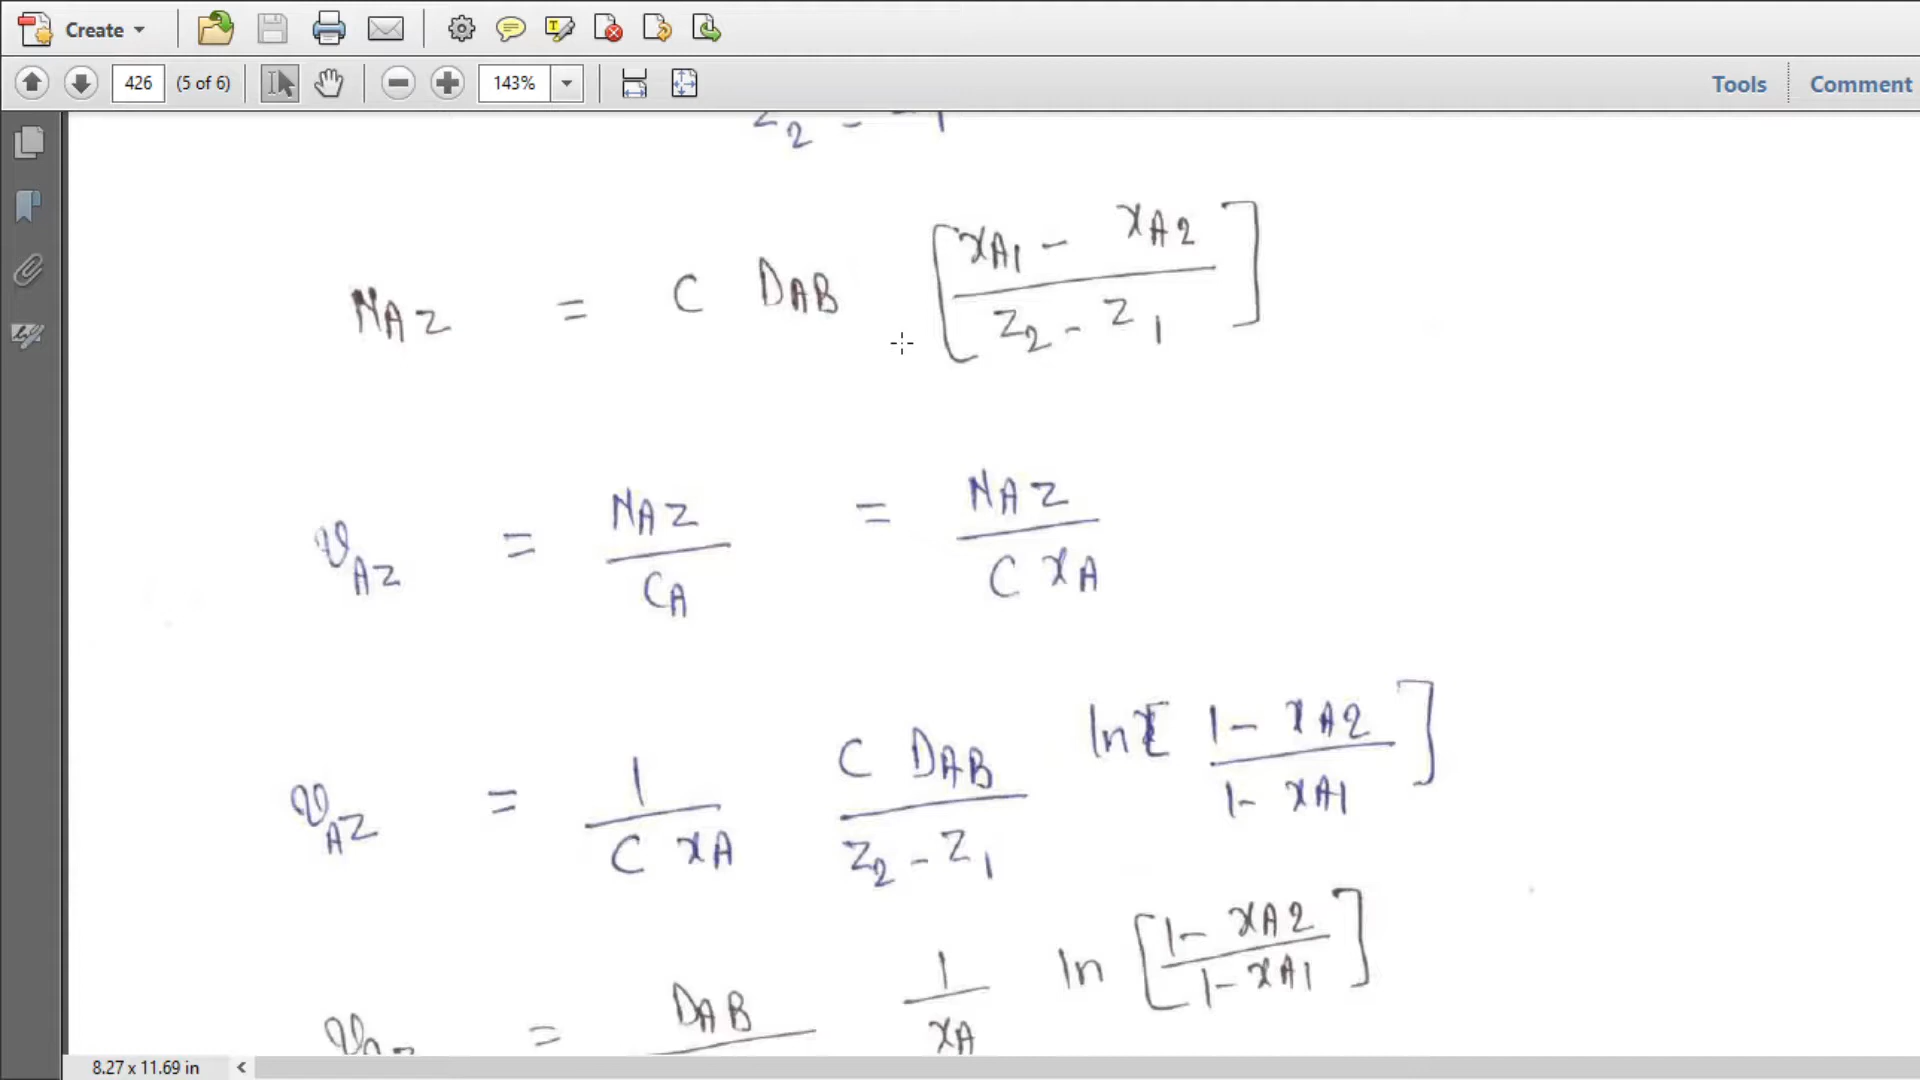 Create
426 (5 of 6) 143% Tools Comment
z2 - z1
NAz = C DAB [xA1 - xA2 / z2 - z1]
vAz = NAz / CA = NAz / C xA
vAz = 1 / C xA C DAB / z2 - z1 ln [1 - xA2 / 1 - xA1]
= DAB 1 / xA ln [1 - xA2 / 1 - xA1]
8.27 x 11.69 in